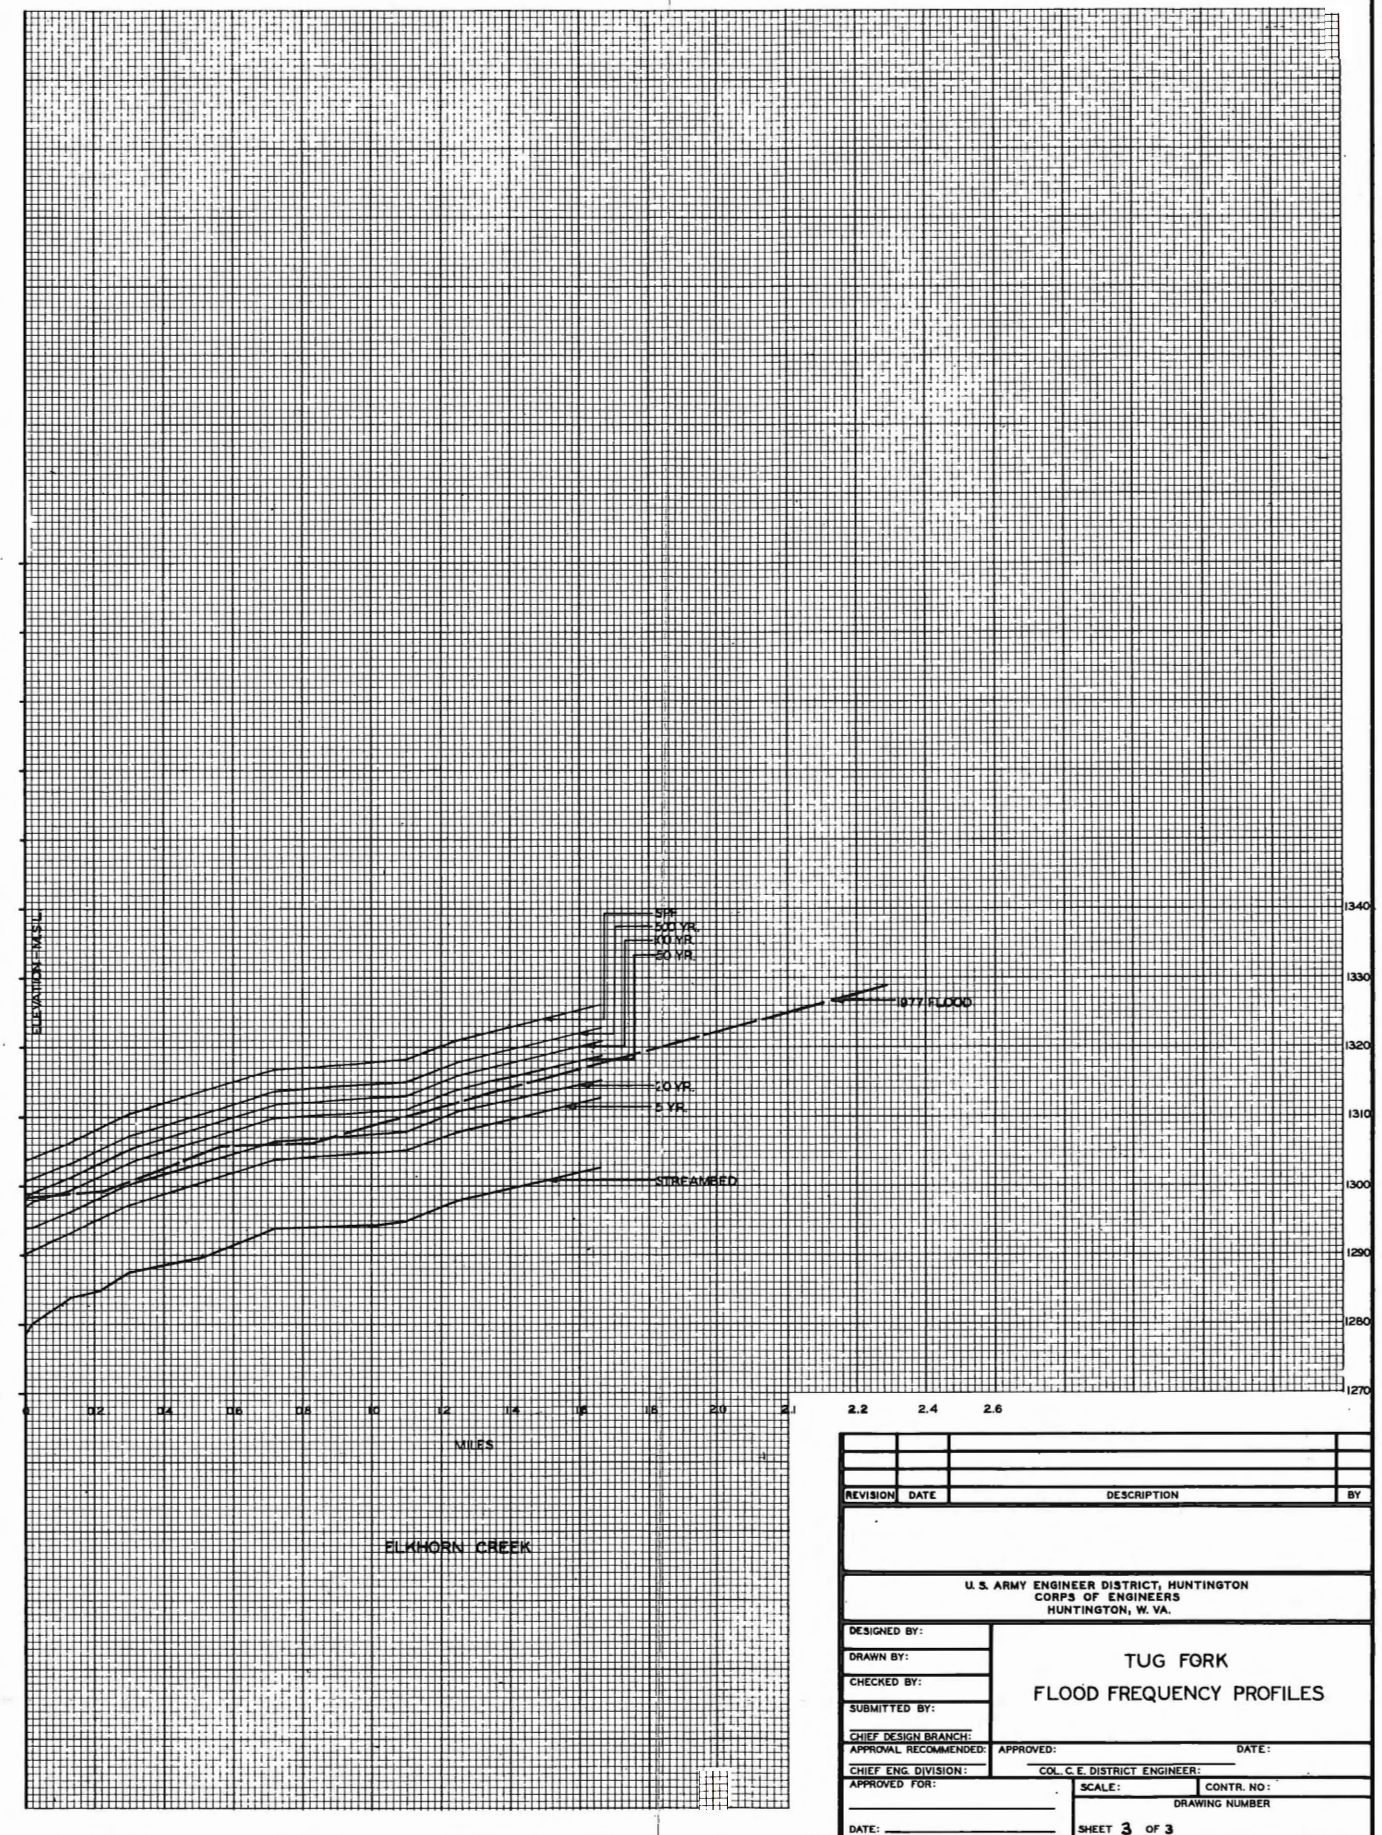 1340
SPF
500 YR.
100 YR.
50 YR.
ELEVATION-M.S.L.
1330
1977 FLOOD
1320
20 YR.
5 YR.
1310
STREAMBED
1300
1290
1280
1270
0 0.2 0.4 0.6 0.8 1.0 1.2 1.4 1.6 1.8 2.0 2.1 2.2 2.4 2.6
MILES
ELKHORN CREEK
REVISION DATE DESCRIPTION BY
U. S. ARMY ENGINEER DISTRICT, HUNTINGTON
CORPS OF ENGINEERS
HUNTINGTON, W. VA.
DESIGNED BY:
DRAWN BY:
CHECKED BY:
SUBMITTED BY:
CHIEF DESIGN BRANCH:
TUG FORK
FLOOD FREQUENCY PROFILES
APPROVAL RECOMMENDED: APPROVED: DATE:
CHIEF ENG. DIVISION: COL. C. E. DISTRICT ENGINEER:
APPROVED FOR: SCALE: CONTR. NO:
DRAWING NUMBER
DATE: SHEET 3 OF 3